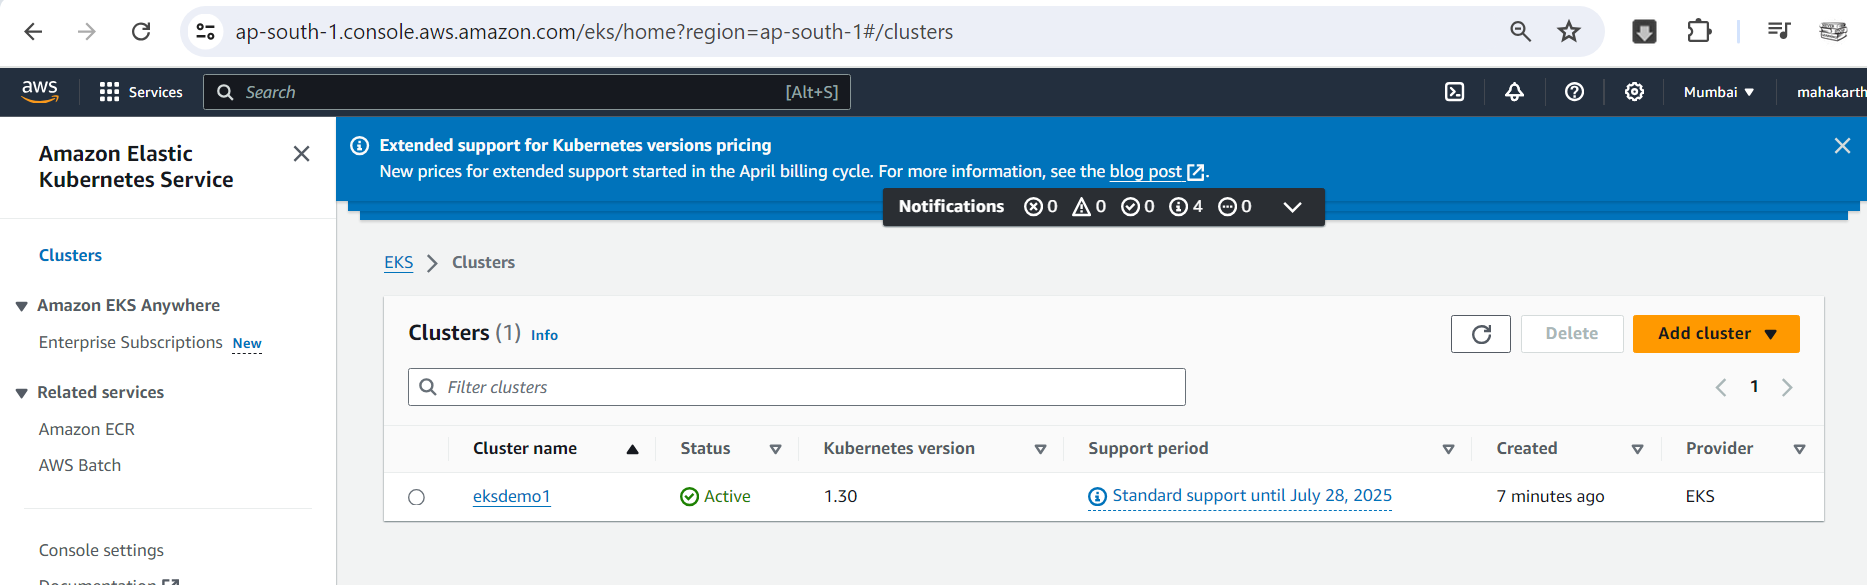 ap-south-1.console.aws.amazon.com/eks/home?region=ap-south-1#/clusters
aws Services Search [Alt+S] Mumbai mahakarth
Amazon Elastic
Kubernetes Service
Clusters
Amazon EKS Anywhere
Enterprise Subscriptions New
Related services
Amazon ECR
AWS Batch
Console settings
Documentation
Extended support for Kubernetes versions pricing
New prices for extended support started in the April billing cycle. For more information, see the blog post.
Notifications 0 0 0 4 0
EKS Clusters
Clusters (1) Info
Delete Add cluster
Filter clusters
1
Cluster name Status Kubernetes version Support period Created Provider
eksdemo1 Active 1.30 Standard support until July 28, 2025 7 minutes ago EKS